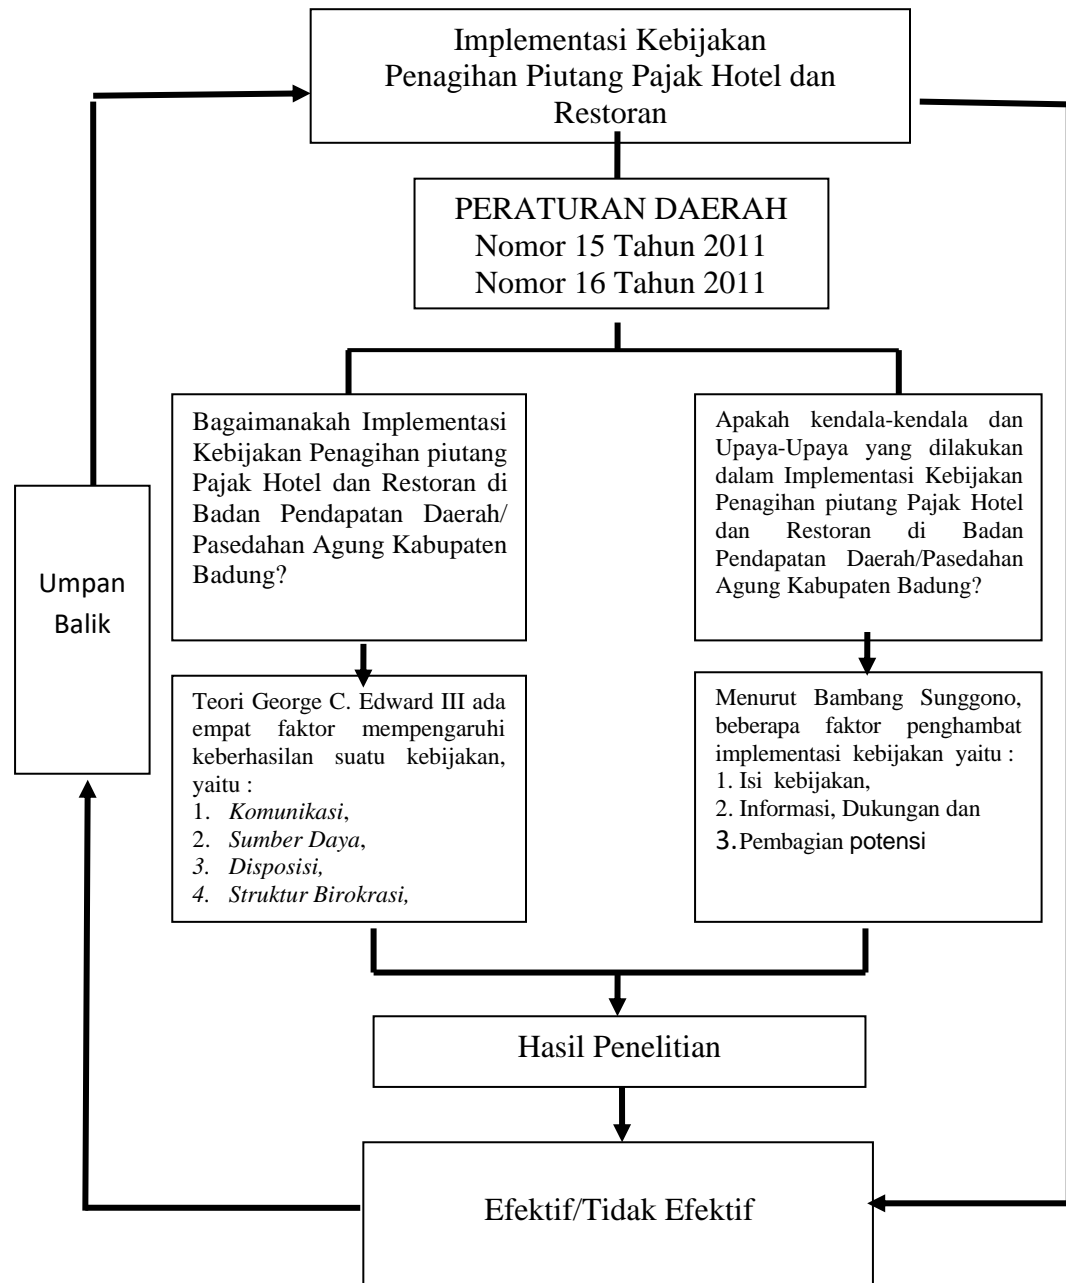 Implementasi Kebijakan
Penagihan Piutang Pajak Hotel dan
Restoran
PERATURAN DAERAH
Nomor 15 Tahun 2011
Nomor 16 Tahun 2011
Bagaimanakah Implementasi
Kebijakan Penagihan piutang
Pajak Hotel dan Restoran di
Badan Pendapatan Daerah/
Pasedahan Agung Kabupaten
Badung?
Apakah kendala-kendala dan
Upaya-Upaya yang dilakukan
dalam Implementasi Kebijakan
Penagihan piutang Pajak Hotel
dan Restoran di Badan
Pendapatan Daerah/Pasedahan
Agung Kabupaten Badung?
Umpan
Balik
Teori George C. Edward III ada
empat faktor mempengaruhi
keberhasilan suatu kebijakan,
yaitu :
1. Komunikasi,
2. Sumber Daya,
3. Disposisi,
4. Struktur Birokrasi,
Menurut Bambang Sunggono,
beberapa faktor penghambat
implementasi kebijakan yaitu :
1. Isi kebijakan,
2. Informasi, Dukungan dan
3. Pembagian potensi
Hasil Penelitian
Efektif/Tidak Efektif